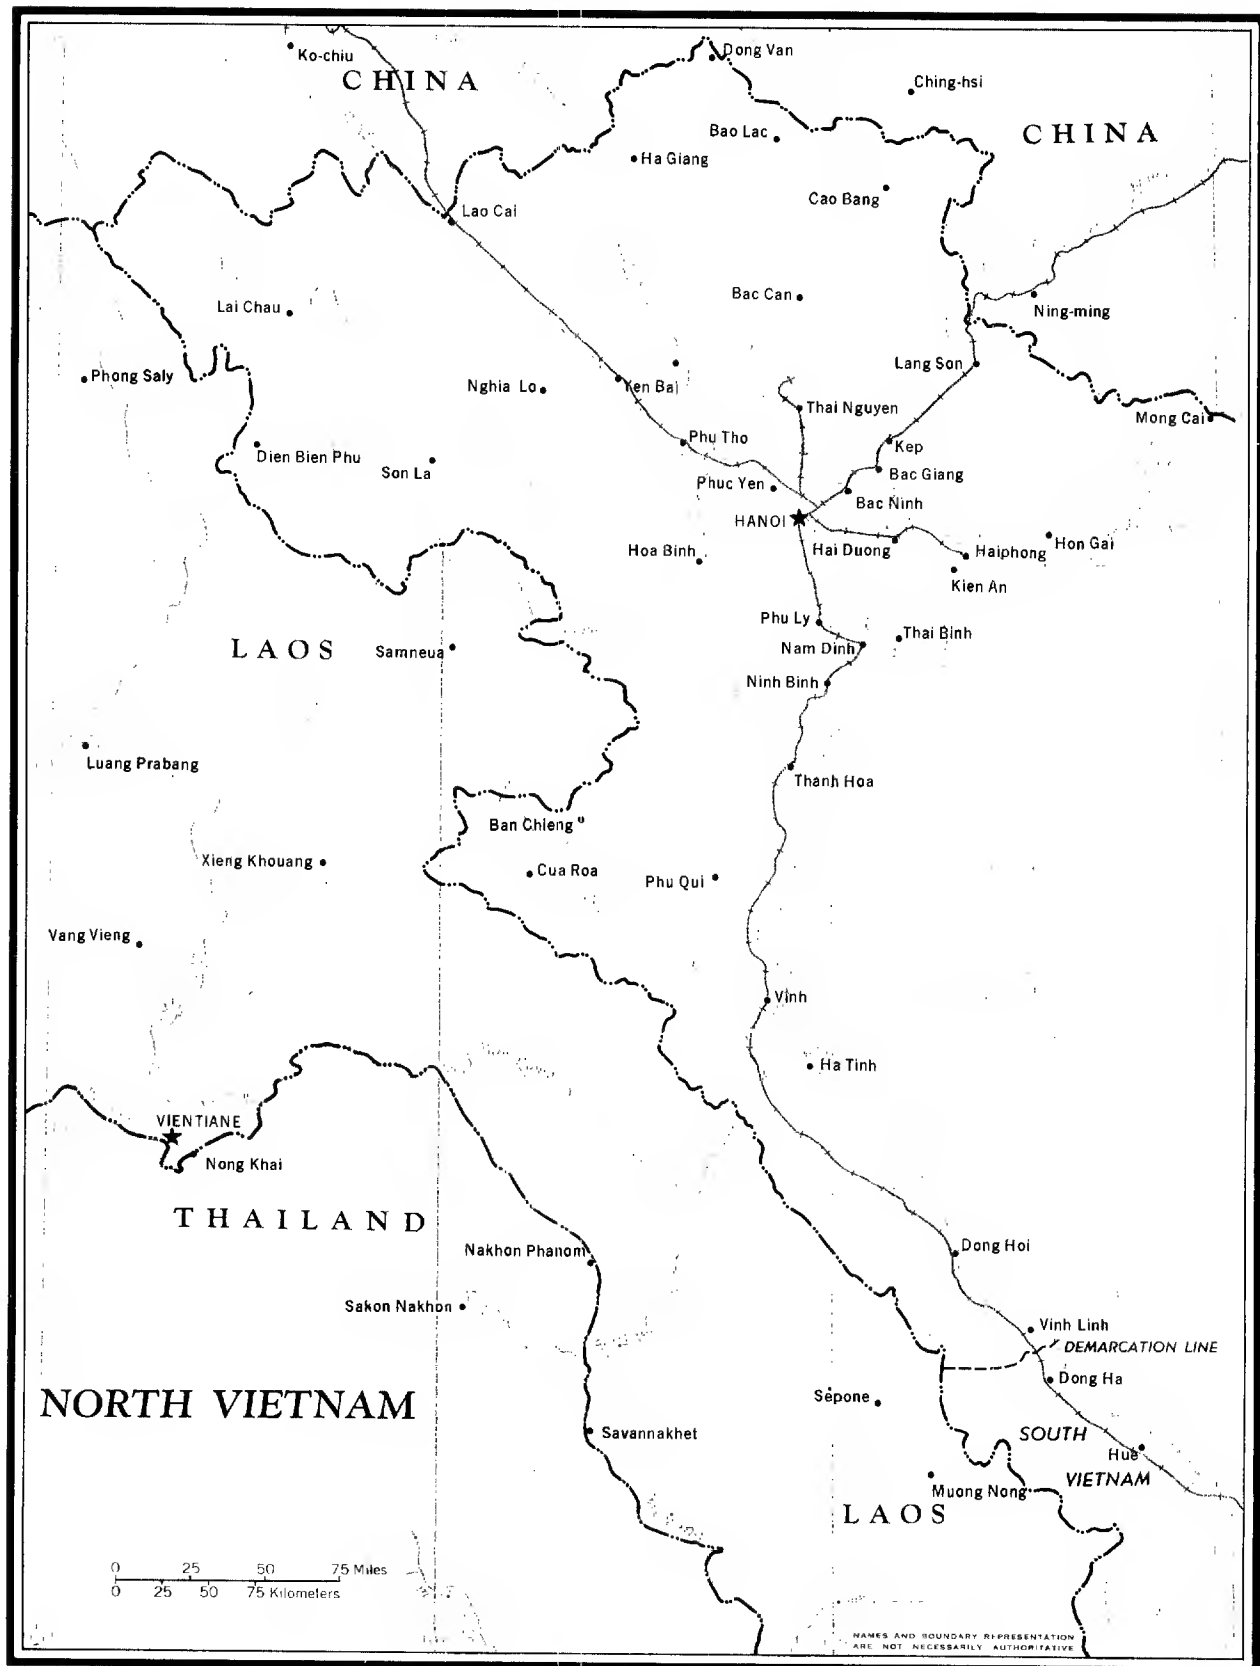 Ko-chiu
CHINA
Dong Van
Ching-hsi
Bao Lac
CHINA
Ha Giang
Cao Bang
Lao Cai
Lai Chau
Bac Can
Ning-ming
Phong Saly
Lang Son
Nghia Lo
Yen Bai
Thai Nguyen
Mong Cai
Phu Tho
Kep
Dien Bien Phu
Son La
Bac Giang
Phuc Yen
Bac Ninh
HANOI
Hoa Binh
Hai Duong
Haiphong
Hon Gai
Kien An
Phu Ly
Thai Binh
LAOS
Samneua
Nam Dinh
Ninh Binh
Luang Prabang
Thanh Hoa
Ban Chieng
Xieng Khouang
Cua Roa
Phu Qui
Vang Vieng
Vinh
Ha Tinh
VIENTIANE
Nong Khai
THAILAND
Nakhon Phanom
Dong Hoi
Sakon Nakhon
Vinh Linh
DEMARCATION LINE
Dong Ha
NORTH VIETNAM
Sepone
Savannakhet
SOUTH
VIETNAM
Hue
Muong Nong
LAOS
0 25 50 75 Miles
0 25 50 75 Kilometers
NAMES AND BOUNDARY REPRESENTATION
ARE NOT NECESSARILY AUTHORITATIVE